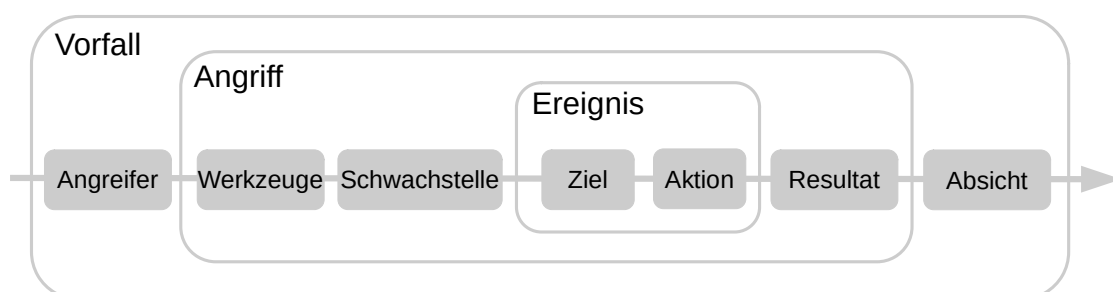 Vorfall
Angriff
Ereignis
Angreifer
Werkzeuge
Schwachstelle
Ziel
Aktion
Resultat
Absicht